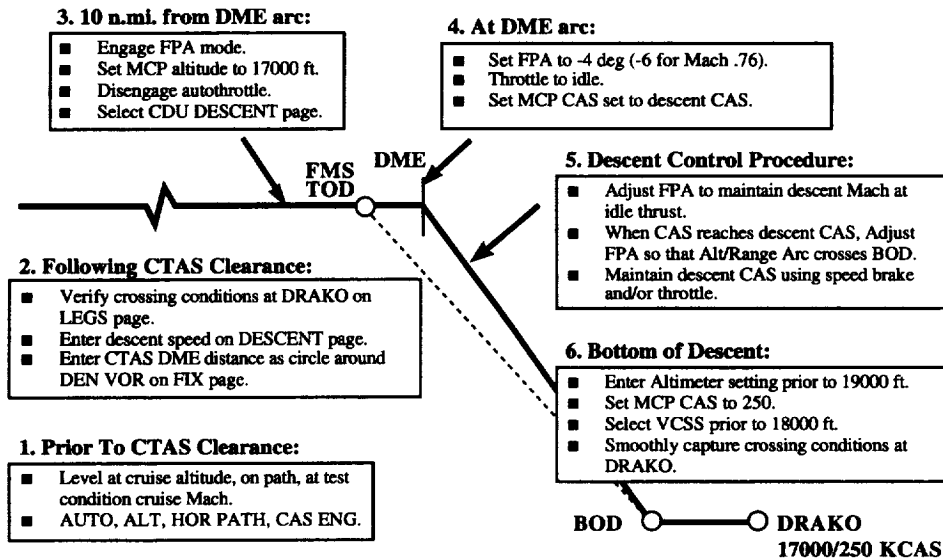 3. 10 n.mi. from DME arc:
■ Engage FPA mode.
■ Set MCP altitude to 17000 ft.
■ Disengage autothrottle.
■ Select CDU DESCENT page.
4. At DME arc:
■ Set FPA to -4 deg (-6 for Mach .76).
■ Throttle to idle.
■ Set MCP CAS set to descent CAS.
FMS
TOD
DME
5. Descent Control Procedure:
■ Adjust FPA to maintain descent Mach at
idle thrust.
■ When CAS reaches descent CAS, Adjust
FPA so that Alt/Range Arc crosses BOD.
■ Maintain descent CAS using speed brake
and/or throttle.
2. Following CTAS Clearance:
■ Verify crossing conditions at DRAKO on
LEGS page.
■ Enter descent speed on DESCENT page.
■ Enter CTAS DME distance as circle around
DEN VOR on FIX page.
6. Bottom of Descent:
■ Enter Altimeter setting prior to 19000 ft.
■ Set MCP CAS to 250.
■ Select VCSS prior to 18000 ft.
■ Smoothly capture crossing conditions at
DRAKO.
1. Prior To CTAS Clearance:
■ Level at cruise altitude, on path, at test
condition cruise Mach.
■ AUTO, ALT, HOR PATH, CAS ENG.
BOD
DRAKO
17000/250 KCAS